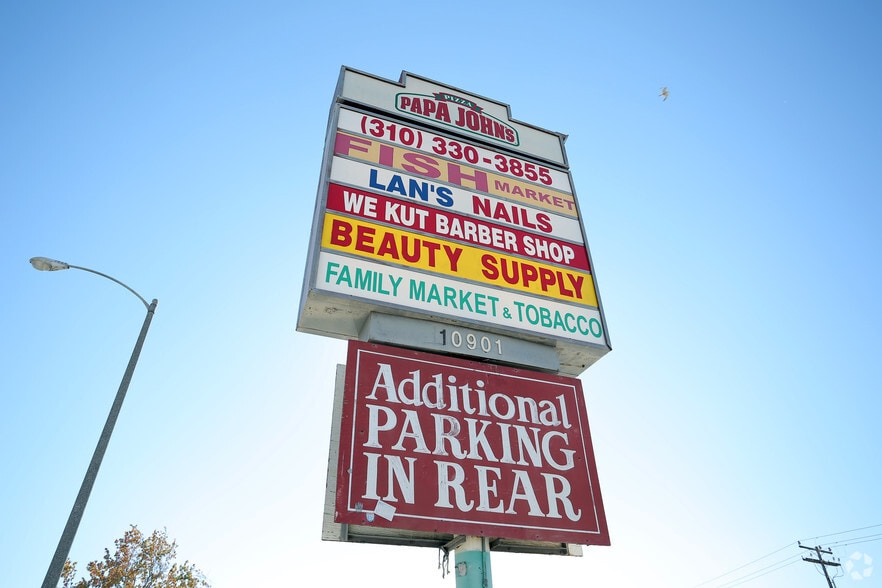 PIZZA
PAPA JOHNS
(310) 330-3855
FISH MARKET
LAN'S NAILS
WE KUT BARBER SHOP
BEAUTY SUPPLY
FAMILY MARKET & TOBACCO
10901
Additional
PARKING
IN REAR